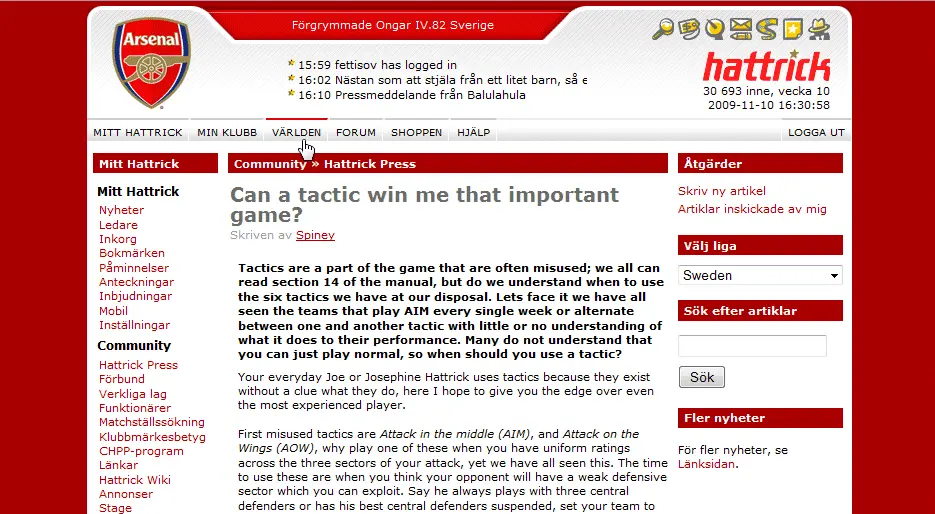 Förgrymmade Ongar IV.82 Sverige
Arsenal
15:59 fettisov has logged in
16:02 Nästan som att stjäla från ett litet barn, så e
16:10 Pressmeddelande från Balulahula
hattrick
30 693 inne, vecka 10
2009-11-10 16:30:58
MITT HATTRICK MIN KLUBB VÄRLDEN FORUM SHOPPEN HJÄLP LOGGA UT
Mitt Hattrick
Mitt Hattrick
Nyheter
Ledare
Inkorg
Bokmärken
Påminnelser
Anteckningar
Inbjudningar
Mobil
Inställningar
Community
Hattrick Press
Förbund
Verkliga lag
Funktionärer
Matchställssökning
Klubbmärkesbetyg
CHPP-program
Länkar
Hattrick Wiki
Annonser
Stage
Community » Hattrick Press
Can a tactic win me that important
game?
Skriven av Spinev
Tactics are a part of the game that are often misused; we all can
read section 14 of the manual, but do we understand when to use
the six tactics we have at our disposal. Lets face it we have all
seen the teams that play AIM every single week or alternate
between one and another tactic with little or no understanding of
what it does to their performance. Many do not understand that
you can just play normal, so when should you use a tactic?
Your everyday Joe or Josephine Hattrick uses tactics because they exist
without a clue what they do, here I hope to give you the edge over even
the most experienced player.
First misused tactics are Attack in the middle (AIM), and Attack on the
Wings (AOW), why play one of these when you have uniform ratings
across the three sectors of your attack, yet we have all seen this. The time
to use these are when you think your opponent will have a weak defensive
sector which you can exploit. Say he always plays with three central
defenders or has his best central defenders suspended, set your team to
Åtgärder
Skriv ny artikel
Artiklar inskickade av mig
Välj liga
Sweden
Sök efter artiklar
Sök
Fler nyheter
För fler nyheter, se
Länksidan.